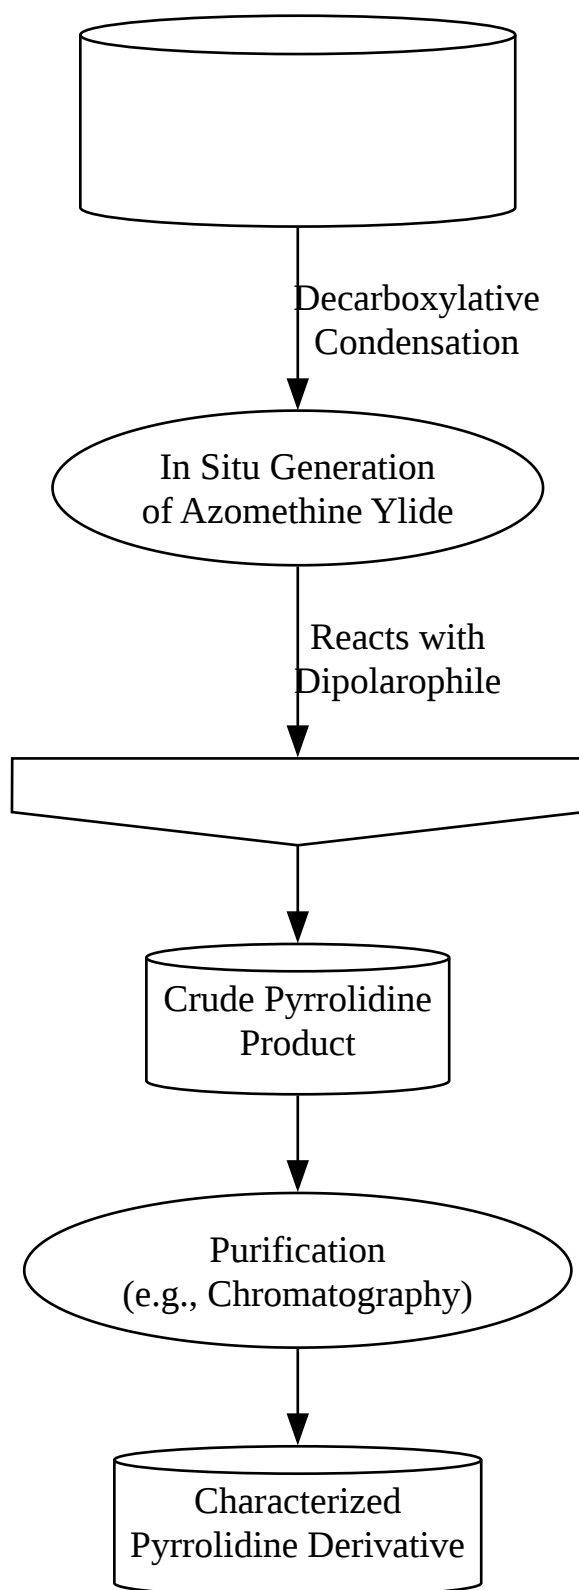 Decarboxylative
Condensation
In Situ Generation
of Azomethine Ylide
Reacts with
Dipolarophile
Crude Pyrrolidine
Product
Purification
(e.g., Chromatography)
Characterized
Pyrrolidine Derivative